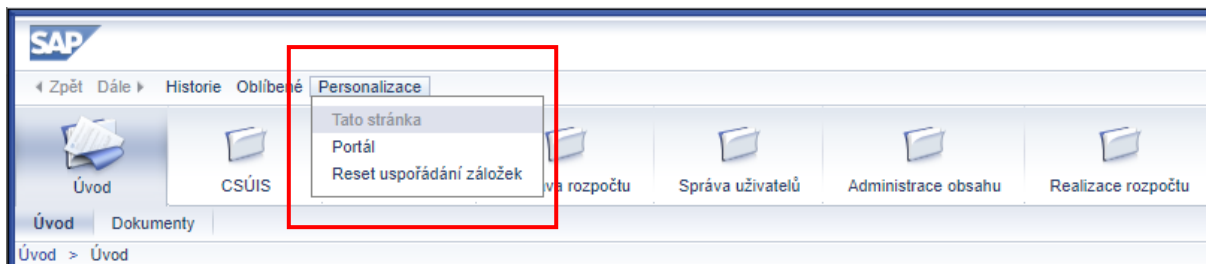 SAP
Zpět Dále Historie Oblíbené Personalizace
Tato stránka
Portál
Reset uspořádání záložek
Úvod CSÚIS rozpočtu Správa uživatelů Administrace obsahu Realizace rozpočtu
Úvod Dokumenty
Úvod > Úvod